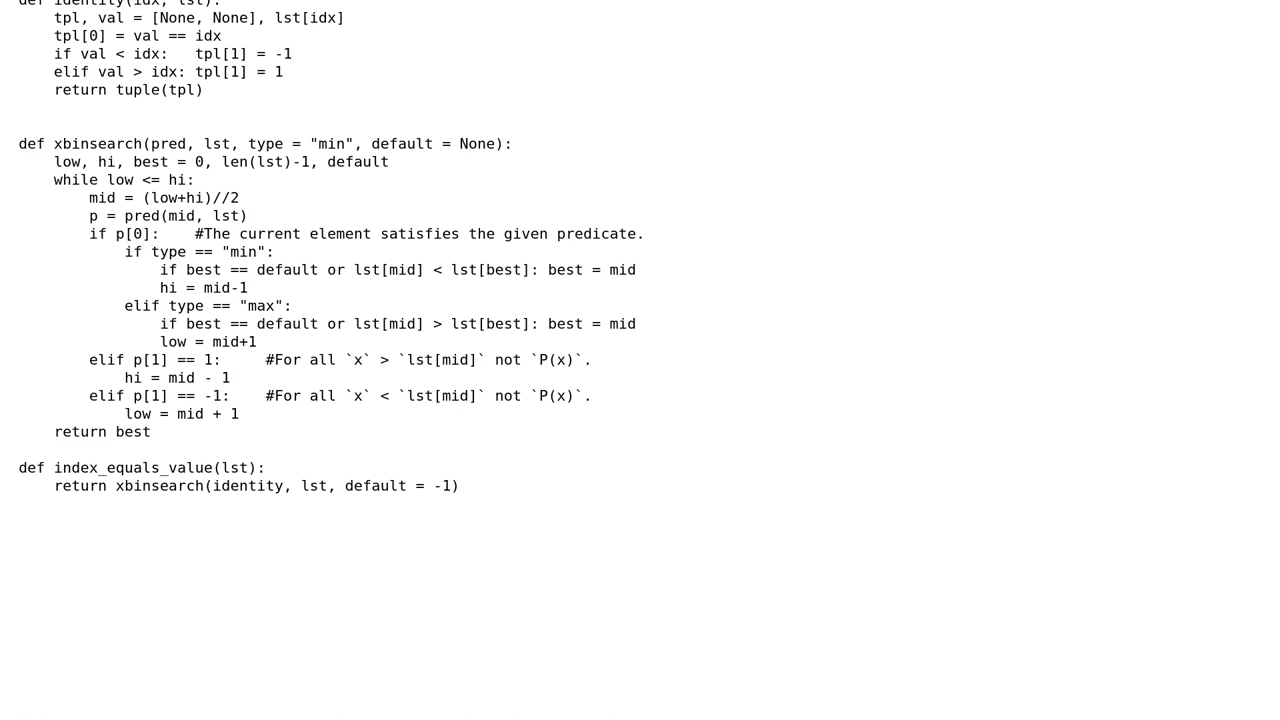 def identity(idx, lst):
    tpl, val = [None, None], lst[idx]
    tpl[0] = val == idx
    if val < idx:   tpl[1] = -1
    elif val > idx: tpl[1] = 1
    return tuple(tpl)


def xbinsearch(pred, lst, type = "min", default = None):
    low, hi, best = 0, len(lst)-1, default
    while low <= hi:
        mid = (low+hi)//2
        p = pred(mid, lst)
        if p[0]:    #The current element satisfies the given predicate.
            if type == "min":
                if best == default or lst[mid] < lst[best]: best = mid
                hi = mid-1
            elif type == "max":
                if best == default or lst[mid] > lst[best]: best = mid
                low = mid+1
        elif p[1] == 1:     #For all `x` > `lst[mid]` not `P(x)`.
            hi = mid - 1
        elif p[1] == -1:    #For all `x` < `lst[mid]` not `P(x)`.
            low = mid + 1
    return best

def index_equals_value(lst):
    return xbinsearch(identity, lst, default = -1)